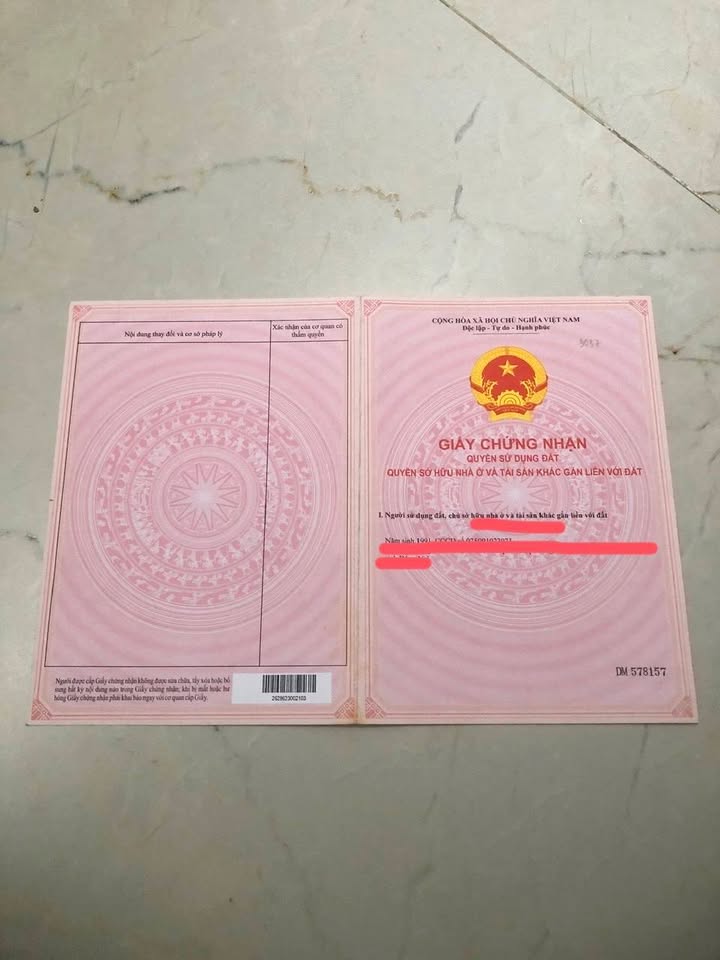 Nội dung thay đổi và cơ sở pháp lý
Xác nhận của cơ quan có
thẩm quyền
Người được cấp Giấy chứng nhận không được sửa chữa, tẩy xóa hoặc bổ
sung bất kỳ nội dung nào trong Giấy chứng nhận; khi bị mất hoặc hư
hỏng Giấy chứng nhận phải khai báo ngay với cơ quan cấp Giấy.
CỘNG HÒA XÃ HỘI CHỦ NGHĨA VIỆT NAM
Độc lập - Tự do - Hạnh phúc
GIẤY CHỨNG NHẬN
QUYỀN SỬ DỤNG ĐẤT
QUYỀN SỞ HỮU NHÀ Ở VÀ TÀI SẢN KHÁC GẮN LIỀN VỚI ĐẤT
I. Người sử dụng đất, chủ sở hữu nhà ở và tài sản khác gắn liền với đất
Năm sinh 1991
DM 578157